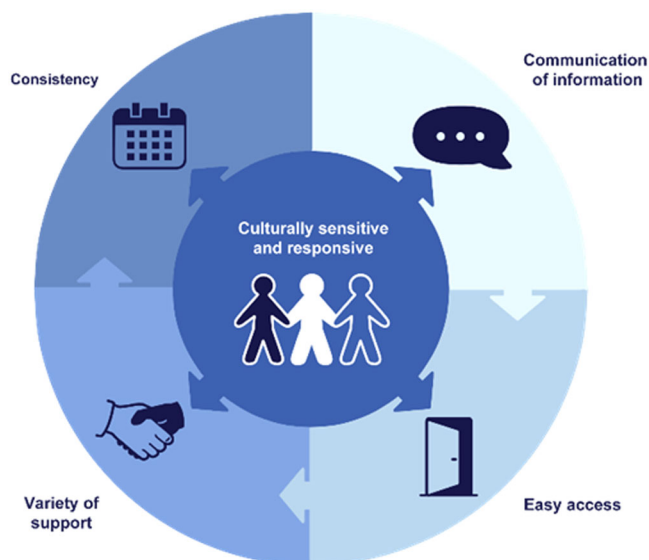 Consistency
Communication
of information
Culturally sensitive
and responsive
Variety of
support
Easy access